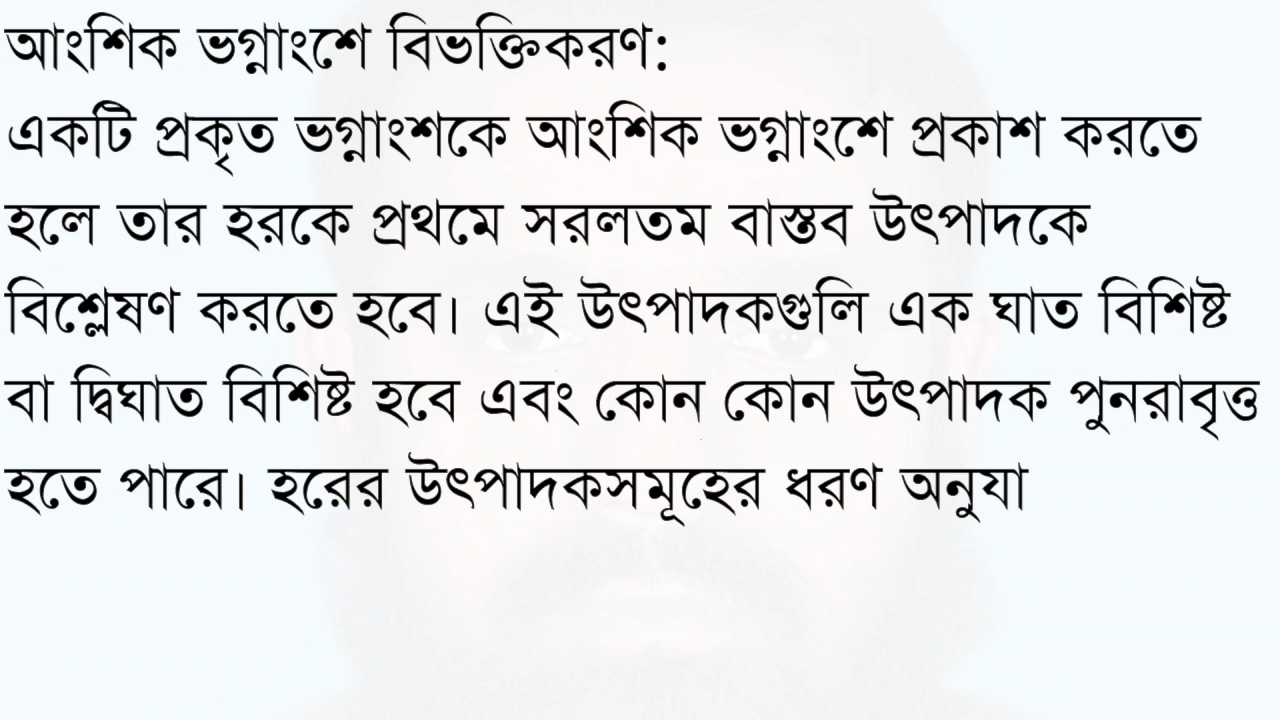 আংশিক ভগ্নাংশে বিভক্তিকরণ:
একটি প্রকৃত ভগ্নাংশকে আংশিক ভগ্নাংশে প্রকাশ করতে
হলে তার হরকে প্রথমে সরলতম বাস্তব উৎপাদকে
বিশ্লেষণ করতে হবে। এই উৎপাদকগুলি এক ঘাত বিশিষ্ট
বা দ্বিঘাত বিশিষ্ট হবে এবং কোন কোন উৎপাদক পুনরাবৃত্ত
হতে পারে। হরের উৎপাদকসমূহের ধরণ অনুযা